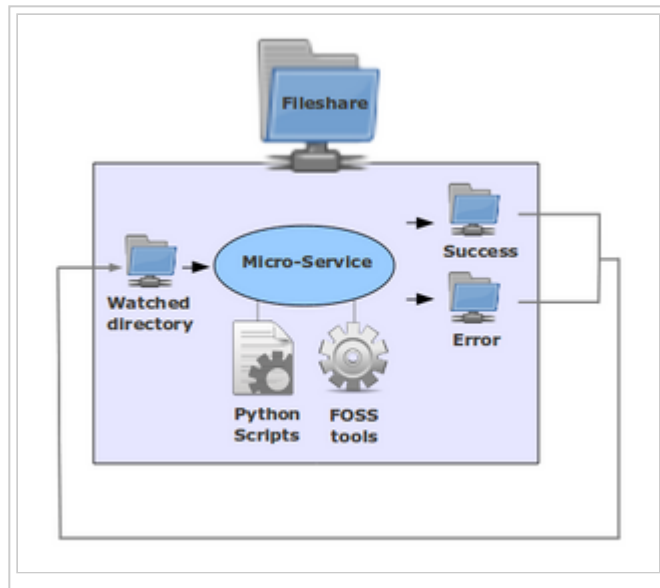 Fileshare
Micro-Service
Success
Watched
directory
Error
Python
Scripts
FOSS
tools